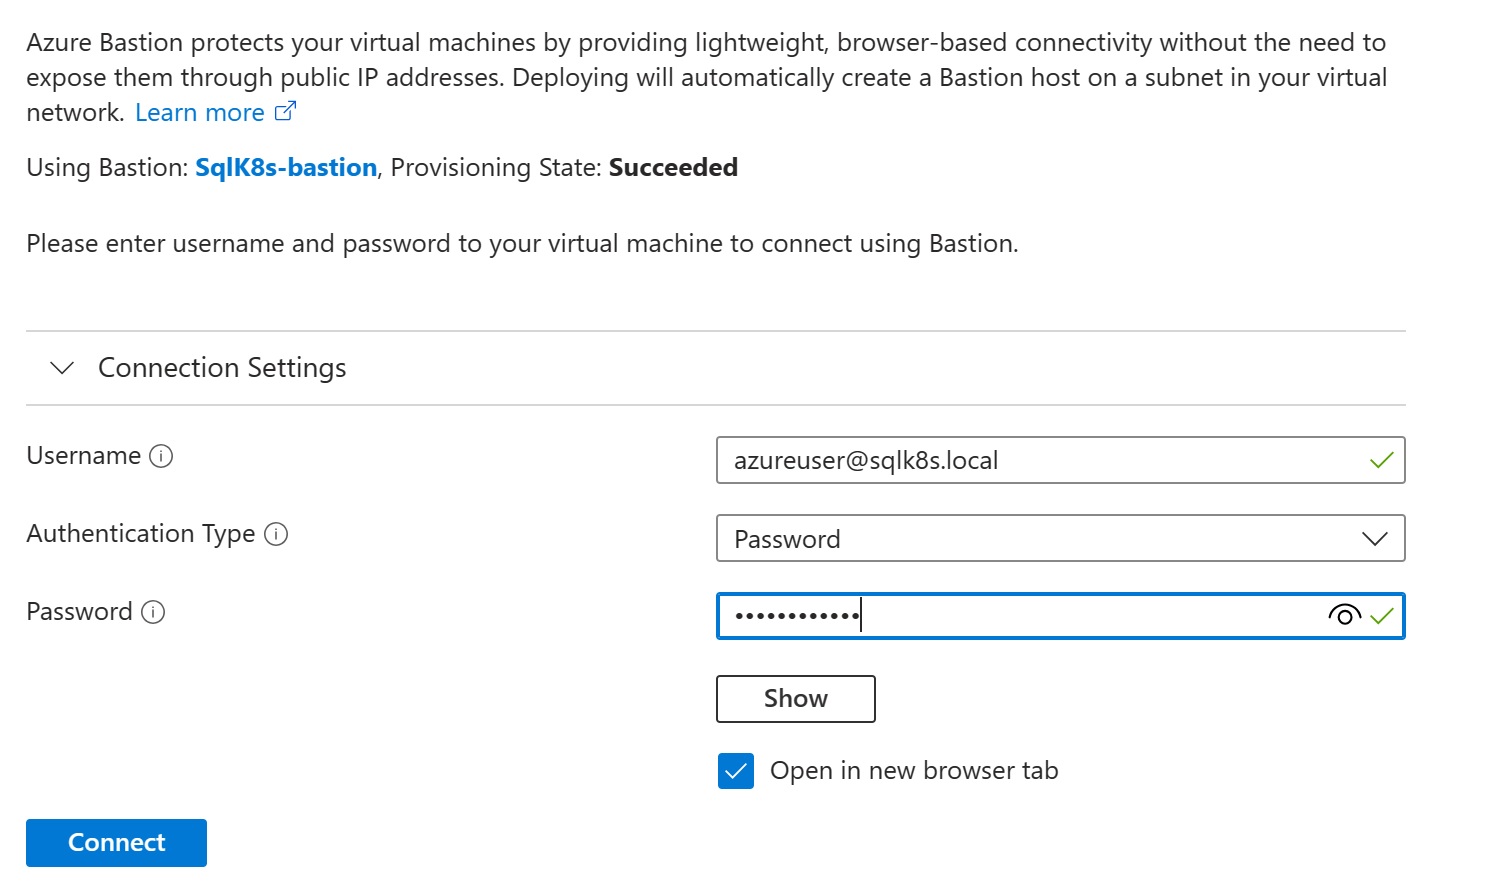 Azure Bastion protects your virtual machines by providing lightweight, browser-based connectivity without the need to
expose them through public IP addresses. Deploying will automatically create a Bastion host on a subnet in your virtual
network. Learn more
Using Bastion: SqlK8s-bastion, Provisioning State: Succeeded
Please enter username and password to your virtual machine to connect using Bastion.
Connection Settings
Username
azureuser@sqlk8s.local
Authentication Type
Password
Password
••••••••••••
Show
Open in new browser tab
Connect